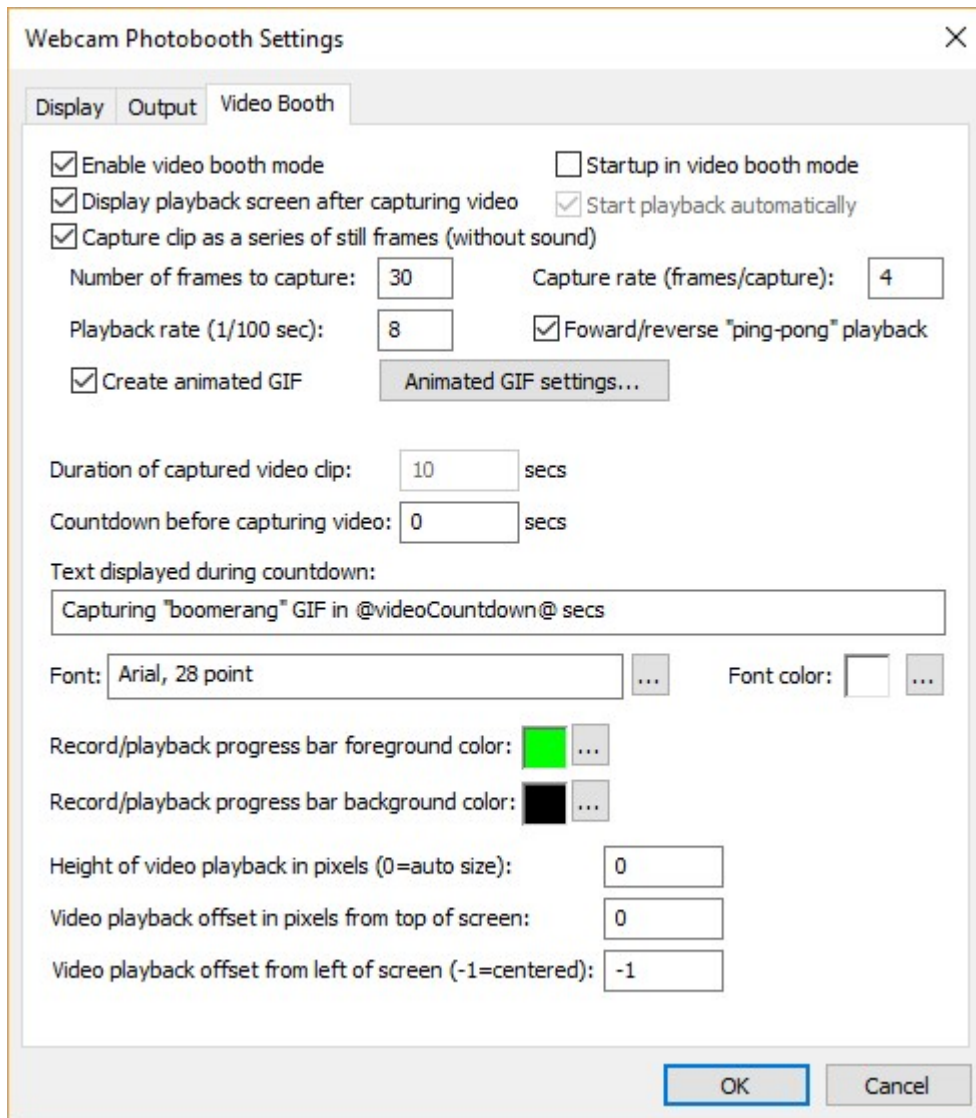 Webcam Photobooth Settings
Display Output Video Booth
Enable video booth mode Startup in video booth mode
Display playback screen after capturing video Start playback automatically
Capture clip as a series of still frames (without sound)
Number of frames to capture: 30 Capture rate (frames/capture): 4
Playback rate (1/100 sec): 8 Foward/reverse "ping-pong" playback
Create animated GIF Animated GIF settings...
Duration of captured video clip: 10 secs
Countdown before capturing video: 0 secs
Text displayed during countdown:
Capturing "boomerang" GIF in @videoCountdown@ secs
Font: Arial, 28 point ... Font color: ...
Record/playback progress bar foreground color: ...
Record/playback progress bar background color: ...
Height of video playback in pixels (0=auto size): 0
Video playback offset in pixels from top of screen: 0
Video playback offset from left of screen (-1=centered): -1
OK Cancel